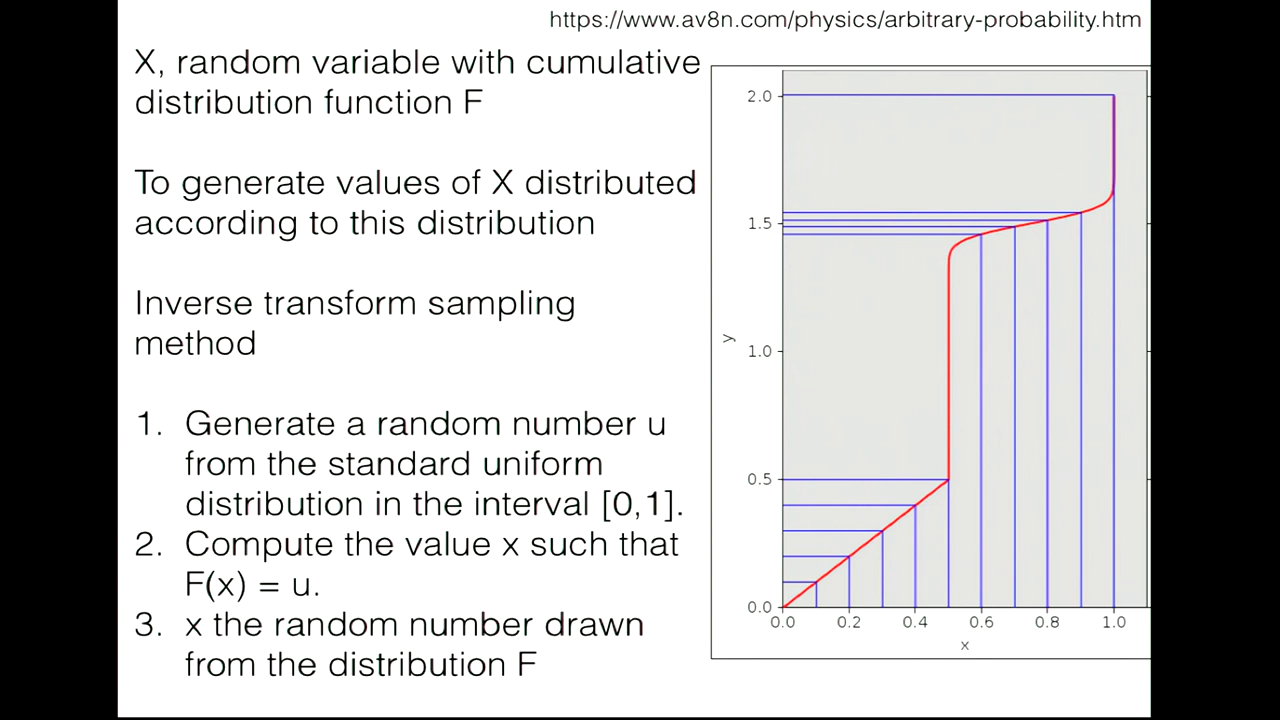 https://www.av8n.com/physics/arbitrary-probability.htm
X, random variable with cumulative
distribution function F
To generate values of X distributed
according to this distribution
Inverse transform sampling
method
1. Generate a random number u
from the standard uniform
distribution in the interval [0,1].
2. Compute the value x such that
F(x) = u.
3. x the random number drawn
from the distribution F
2.0
1.5
y
1.0
0.5
0.0
0.0 0.2 0.4 0.6 0.8 1.0
x